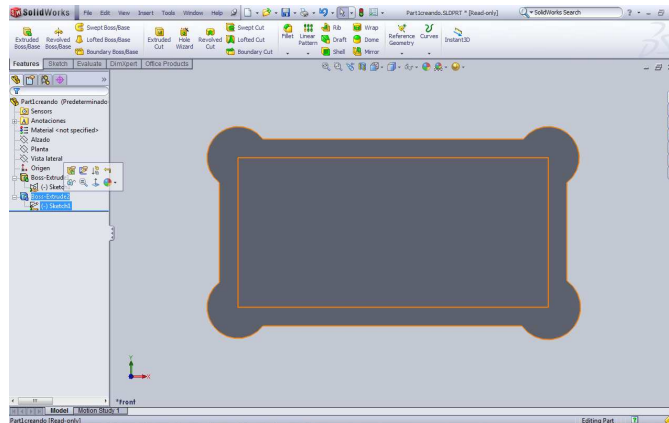 SolidWorks File Edit View Insert Tools Window Help Part1creando.SLDPRT * [Read-only] SolidWorks Search
Extruded Boss/Base
Revolved Boss/Base
Swept Boss/Base
Lofted Boss/Base
Boundary Boss/Base
Extruded Cut
Hole Wizard
Revolved Cut
Swept Cut
Lofted Cut
Boundary Cut
Fillet
Linear Pattern
Rib
Draft
Shell
Wrap
Dome
Mirror
Reference Geometry
Curves
Instant3D
Features Sketch Evaluate DimXpert Office Products
Part1creando (Predeterminado
Sensors
Anotaciones
Material <not specified>
Alzado
Planta
Vista lateral
Origen
Boss-Extrud
(-) Sketc
Boss-Extrude2
(-) Sketch3
Y
X
*Front
Model Motion Study 1
Part1creando [Read-only] Editing Part